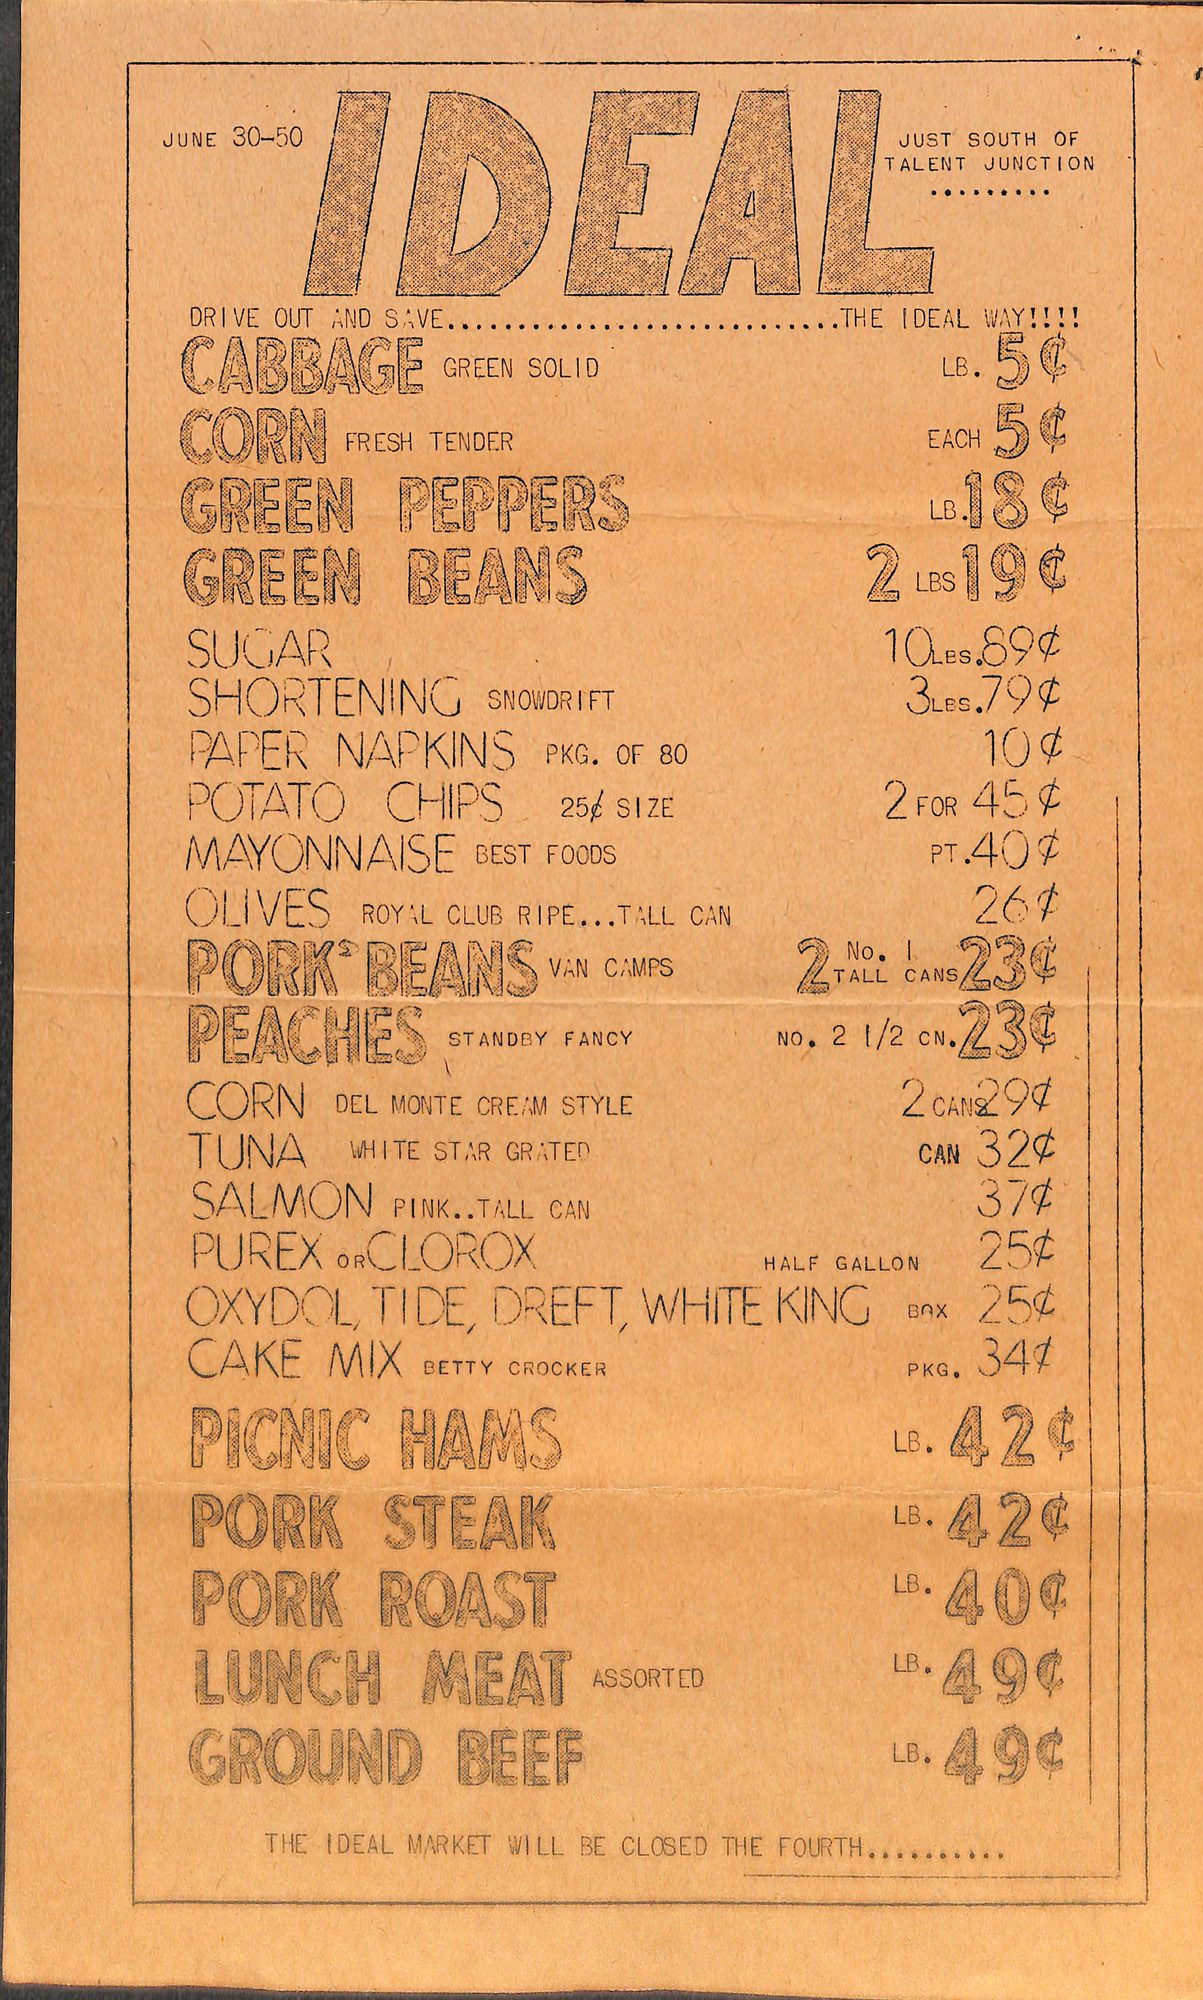 JUNE 30-50
IDEAL
JUST SOUTH OF
TALENT JUNCTION
.........
DRIVE OUT AND SAVE............................THE IDEAL WAY!!!!
CABBAGE GREEN SOLID LB. 5¢
CORN FRESH TENDER EACH 5¢
GREEN PEPPERS LB. 18¢
GREEN BEANS 2 LBS 19¢
SUGAR 10 LBS. 89¢
SHORTENING SNOWDRIFT 3 LBS. 79¢
PAPER NAPKINS PKG. OF 80 10¢
POTATO CHIPS 25¢ SIZE 2 FOR 45¢
MAYONNAISE BEST FOODS PT. 40¢
OLIVES ROYAL CLUB RIPE...TALL CAN 26¢
PORK'S BEANS VAN CAMPS 2 No. 1 TALL CANS 23¢
PEACHES STANDBY FANCY NO. 2 1/2 CN. 23¢
CORN DEL MONTE CREAM STYLE 2 CANS 29¢
TUNA WHITE STAR GRATED CAN 32¢
SALMON PINK..TALL CAN 37¢
PUREX OR CLOROX HALF GALLON 25¢
OXYDOL, TIDE, DREFT, WHITE KING BOX 25¢
CAKE MIX BETTY CROCKER PKG. 34¢
PICNIC HAMS LB. 42¢
PORK STEAK LB. 42¢
PORK ROAST LB. 40¢
LUNCH MEAT ASSORTED LB. 49¢
GROUND BEEF LB. 49¢
THE IDEAL MARKET WILL BE CLOSED THE FOURTH..........